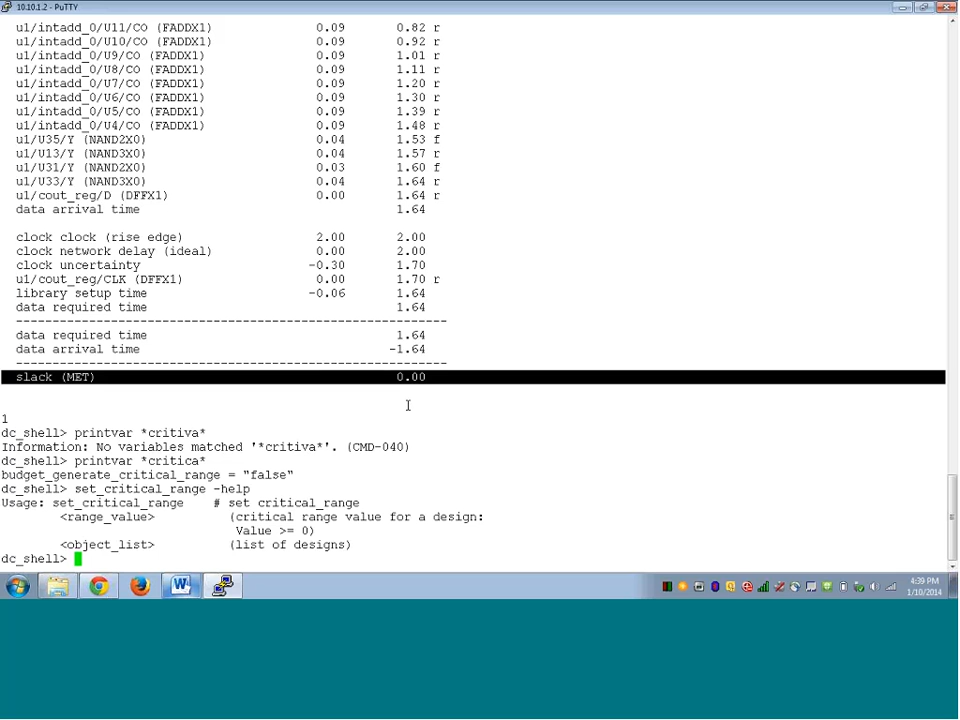 10.10.1.2 - PuTTY
u1/intadd_0/U11/CO (FADDX1) 0.09 0.82 r
u1/intadd_0/U10/CO (FADDX1) 0.09 0.92 r
u1/intadd_0/U9/CO (FADDX1) 0.09 1.01 r
u1/intadd_0/U8/CO (FADDX1) 0.09 1.11 r
u1/intadd_0/U7/CO (FADDX1) 0.09 1.20 r
u1/intadd_0/U6/CO (FADDX1) 0.09 1.30 r
u1/intadd_0/U5/CO (FADDX1) 0.09 1.39 r
u1/intadd_0/U4/CO (FADDX1) 0.09 1.48 r
u1/U35/Y (NAND2X0) 0.04 1.53 f
u1/U13/Y (NAND3X0) 0.04 1.57 r
u1/U31/Y (NAND2X0) 0.03 1.60 f
u1/U33/Y (NAND3X0) 0.04 1.64 r
u1/cout_reg/D (DFFX1) 0.00 1.64 r
data arrival time 1.64
clock clock (rise edge) 2.00 2.00
clock network delay (ideal) 0.00 2.00
clock uncertainty -0.30 1.70
u1/cout_reg/CLK (DFFX1) 0.00 1.70 r
library setup time -0.06 1.64
data required time 1.64
data required time 1.64
data arrival time -1.64
slack (MET) 0.00
1
dc_shell> printvar *critiva*
Information: No variables matched '*critiva*'. (CMD-040)
dc_shell> printvar *critica*
budget_generate_critical_range = "false"
dc_shell> set_critical_range -help
Usage: set_critical_range # set critical_range
<range_value> (critical range value for a design:
Value >= 0)
<object_list> (list of designs)
dc_shell>
4:39 PM
1/10/2014